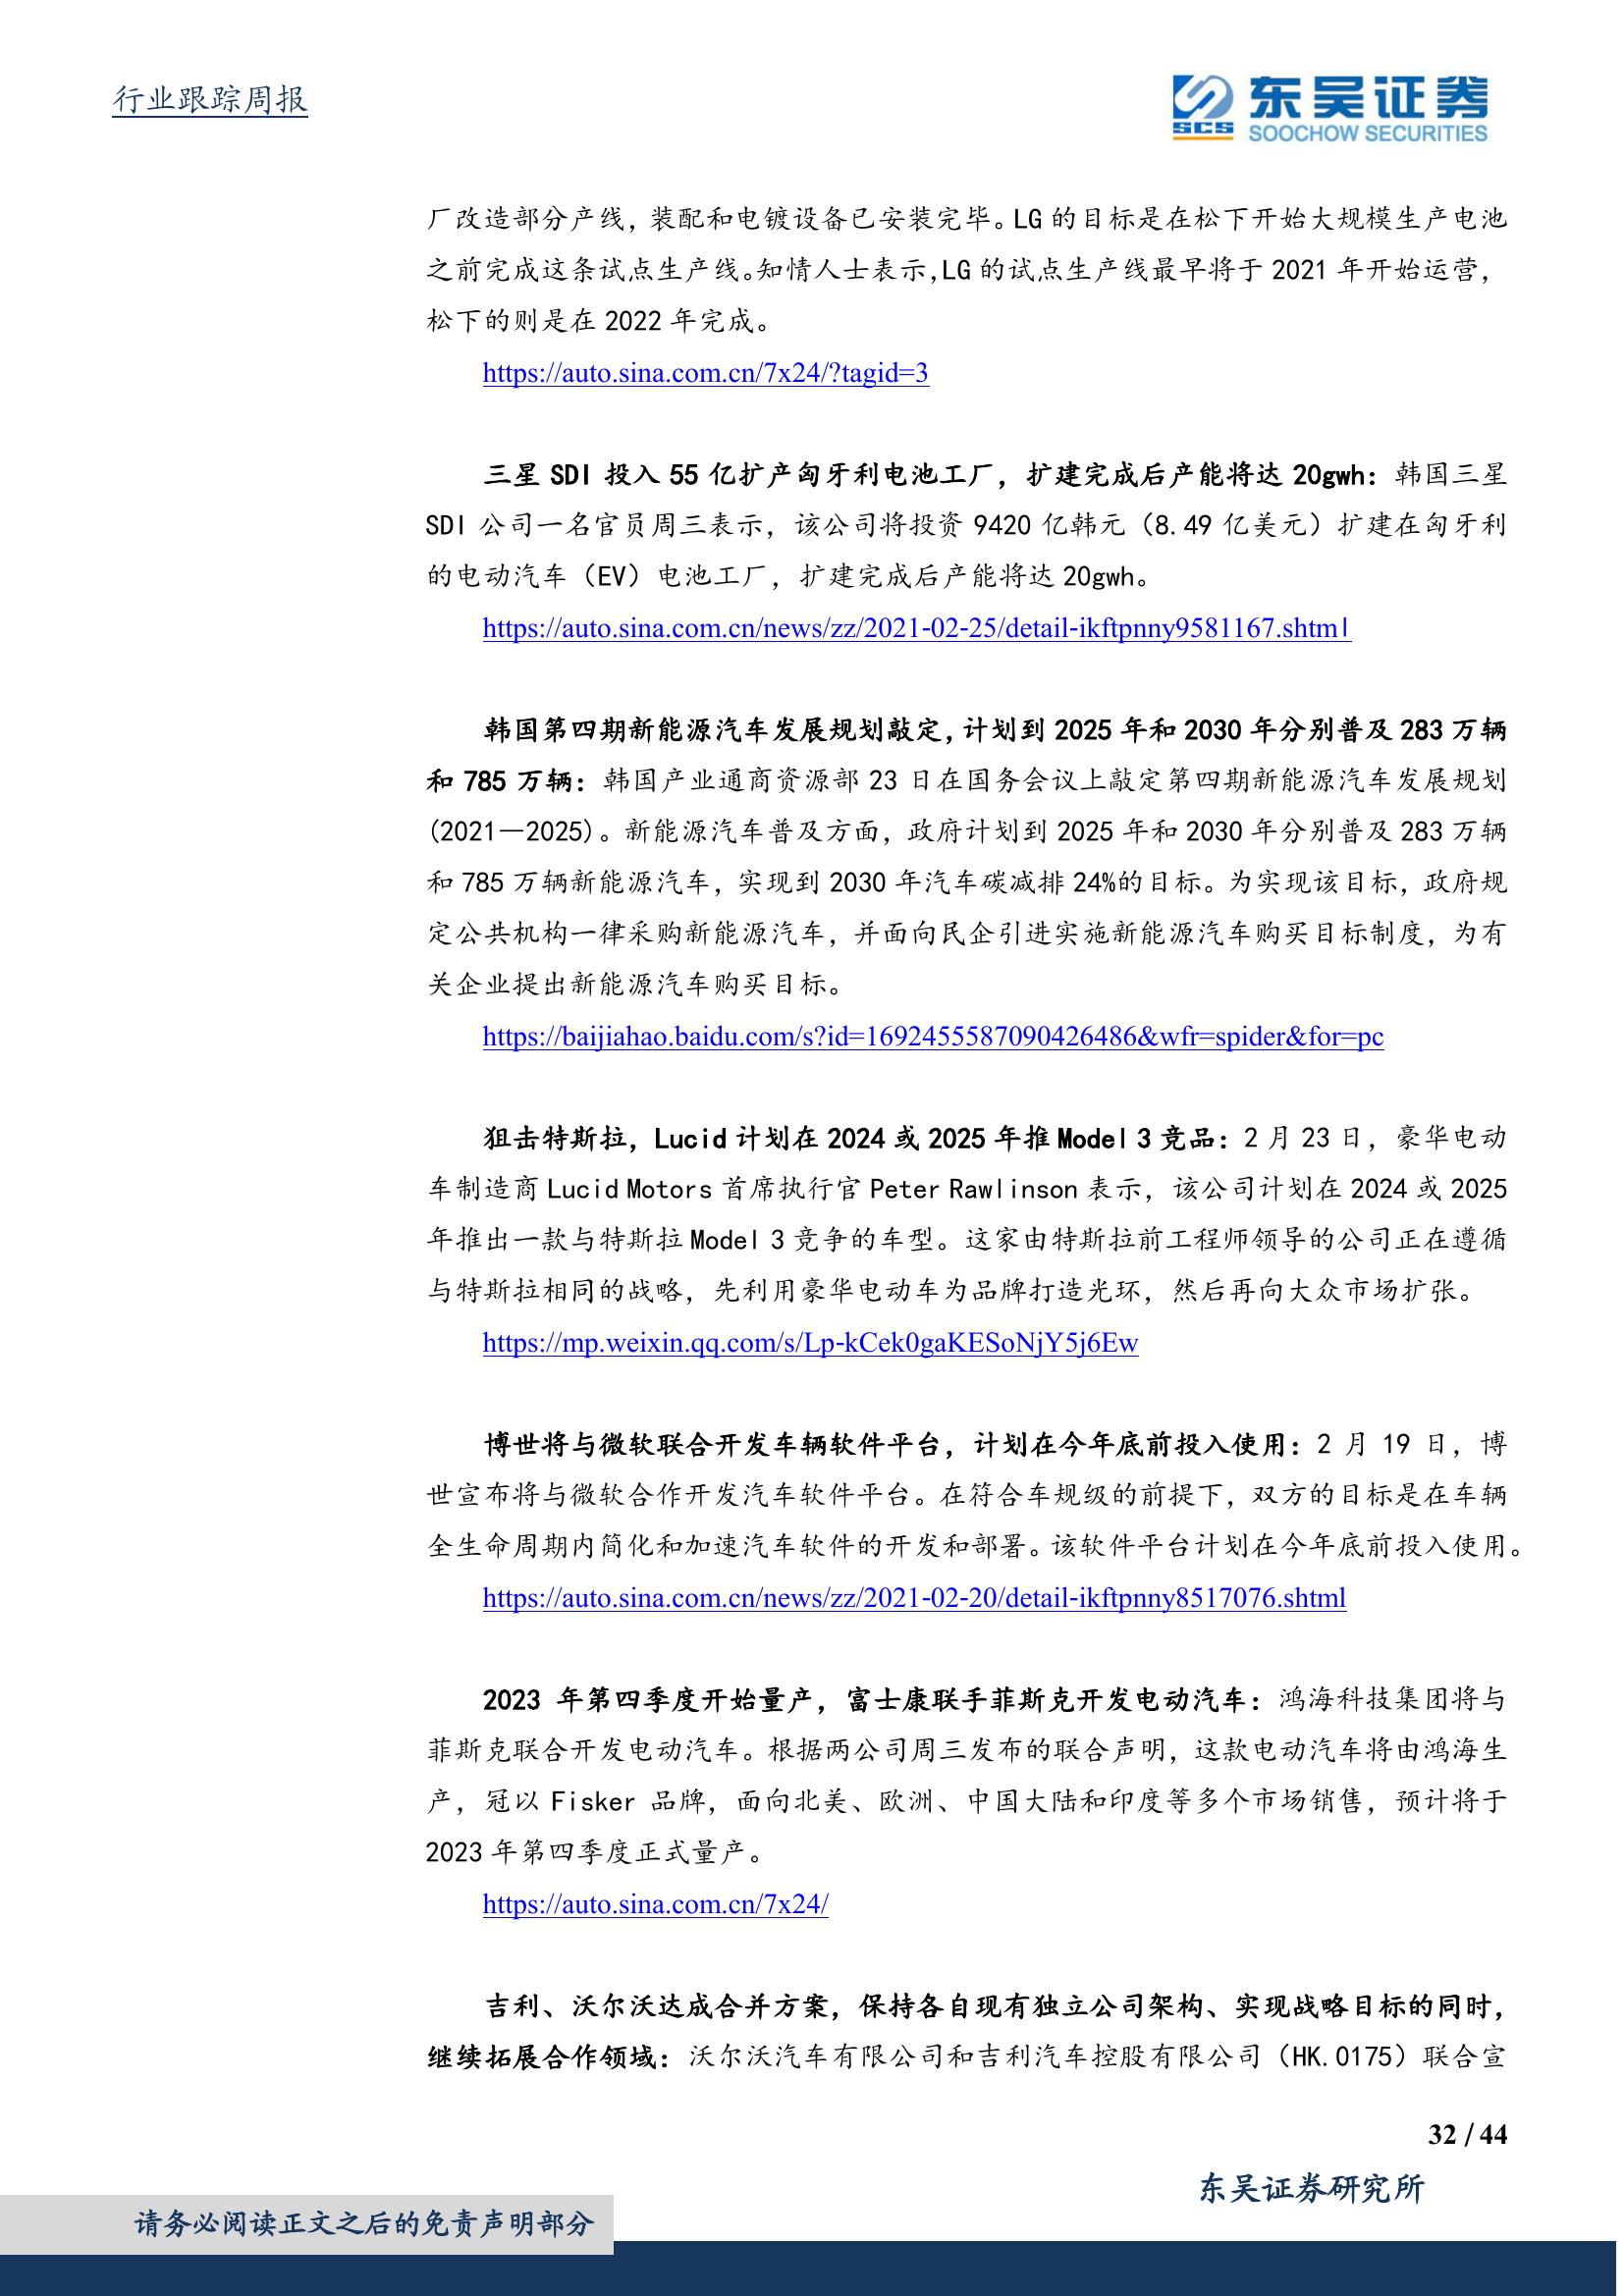 行业跟踪周报
SCS
东吴证券
SOOCHOW SECURITIES
厂改造部分产线，装配和电镀设备已安装完毕。LG 的目标是在松下开始大规模生产电池
之前完成这条试点生产线。知情人士表示，LG 的试点生产线最早将于 2021 年开始运营，
松下的则是在 2022 年完成。
https://auto.sina.com.cn/7x24/?tagid=3
三星 SDI 投入 55 亿扩产匈牙利电池工厂，扩建完成后产能将达 20gwh：韩国三星
SDI 公司一名官员周三表示，该公司将投资 9420 亿韩元（8.49 亿美元）扩建在匈牙利
的电动汽车（EV）电池工厂，扩建完成后产能将达 20gwh。
https://auto.sina.com.cn/news/zz/2021-02-25/detail-ikftpnny9581167.shtml
韩国第四期新能源汽车发展规划敲定，计划到 2025 年和 2030 年分别普及 283 万辆
和 785 万辆：韩国产业通商资源部 23 日在国务会议上敲定第四期新能源汽车发展规划
(2021—2025)。新能源汽车普及方面，政府计划到 2025 年和 2030 年分别普及 283 万辆
和 785 万辆新能源汽车，实现到 2030 年汽车碳减排 24%的目标。为实现该目标，政府规
定公共机构一律采购新能源汽车，并面向民企引进实施新能源汽车购买目标制度，为有
关企业提出新能源汽车购买目标。
https://baijiahao.baidu.com/s?id=1692455587090426486&wfr=spider&for=pc
狙击特斯拉，Lucid 计划在 2024 或 2025 年推 Model 3 竞品：2 月 23 日，豪华电动
车制造商 Lucid Motors 首席执行官 Peter Rawlinson 表示，该公司计划在 2024 或 2025
年推出一款与特斯拉 Model 3 竞争的车型。这家由特斯拉前工程师领导的公司正在遵循
与特斯拉相同的战略，先利用豪华电动车为品牌打造光环，然后再向大众市场扩张。
https://mp.weixin.qq.com/s/Lp-kCek0gaKESoNjY5j6Ew
博世将与微软联合开发车辆软件平台，计划在今年底前投入使用：2 月 19 日，博
世宣布将与微软合作开发汽车软件平台。在符合车规级的前提下，双方的目标是在车辆
全生命周期内简化和加速汽车软件的开发和部署。该软件平台计划在今年底前投入使用。
https://auto.sina.com.cn/news/zz/2021-02-20/detail-ikftpnny8517076.shtml
2023 年第四季度开始量产，富士康联手菲斯克开发电动汽车：鸿海科技集团将与
菲斯克联合开发电动汽车。根据两公司周三发布的联合声明，这款电动汽车将由鸿海生
产，冠以 Fisker 品牌，面向北美、欧洲、中国大陆和印度等多个市场销售，预计将于
2023 年第四季度正式量产。
https://auto.sina.com.cn/7x24/
吉利、沃尔沃达成合并方案，保持各自现有独立公司架构、实现战略目标的同时，
继续拓展合作领域：沃尔沃汽车有限公司和吉利汽车控股有限公司（HK.0175）联合宣
32 / 44
东吴证券研究所
请务必阅读正文之后的免责声明部分